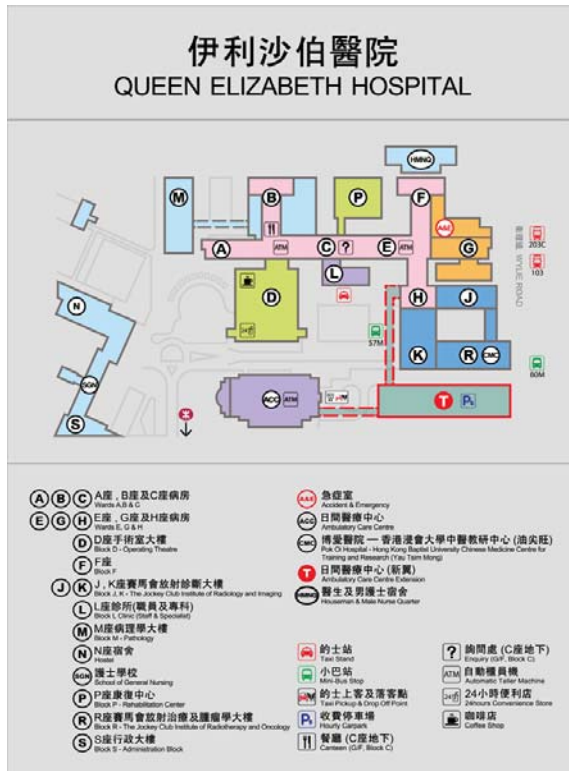 伊利沙伯醫院
QUEEN ELIZABETH HOSPITAL
HMNQ
M
B
P
F
A&E
A
ATM
C
?
E
ATM
G
203C
103
衞理道 WYLIE ROAD
L
D
24
H
J
N
57M
K
R
CMC
80M
SGN
ACC
ATM
T
P
S
A B C A座, B座及C座病房
Wards A,B & C
E G H E座, G座及H座病房
Wards E, G & H
D D座手術室大樓
Block D - Operating Theatre
F F座
Block F
J K J , K座賽馬會放射診斷大樓
Block J, K - The Jockey Club Institute of Radiology and Imaging
L L座診所(職員及專科)
Block L Clinic (Staff & Specialist)
M M座病理學大樓
Block M - Pathology
N N座宿舍
Hostel
SGN 護士學校
School of General Nursing
P P座康復中心
Block P - Rehabilitation Center
R R座賽馬會放射治療及腫瘤學大樓
Block R - The Jockey Club Institute of Radiotherapy and Oncology
S S座行政大樓
Block S - Administration Block
A&E 急症室
Accident & Emergency
ACC 日間醫療中心
Ambulatory Care Centre
CMC 博愛醫院 — 香港浸會大學中醫教研中心 (油尖旺)
Pok Oi Hospital - Hong Kong Baptist University Chinese Medicine Centre for
Training and Research (Yau Tsim Mong)
T 日間醫療中心 (新翼)
Ambulatory Care Centre Extension
HMNQ 醫生及男護士宿舍
Houseman & Male Nurse Quarter
的士站
Taxi Stand
小巴站
Mini-Bus Stop
的士上客及落客點
Taxi Pickup & Drop Off Point
P 收費停車場
Hourly Carpark
餐廳 (C座地下)
Canteen (G/F, Block C)
? 詢問處 (C座地下)
Enquiry (G/F, Block C)
ATM 自動櫃員機
Automatic Teller Machine
24 24小時便利店
24hours Convenience Store
咖啡店
Coffee Shop